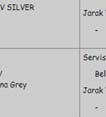 V SILVER
Jarak
-
Servis
/
Bel
na Grey
Jarak
-